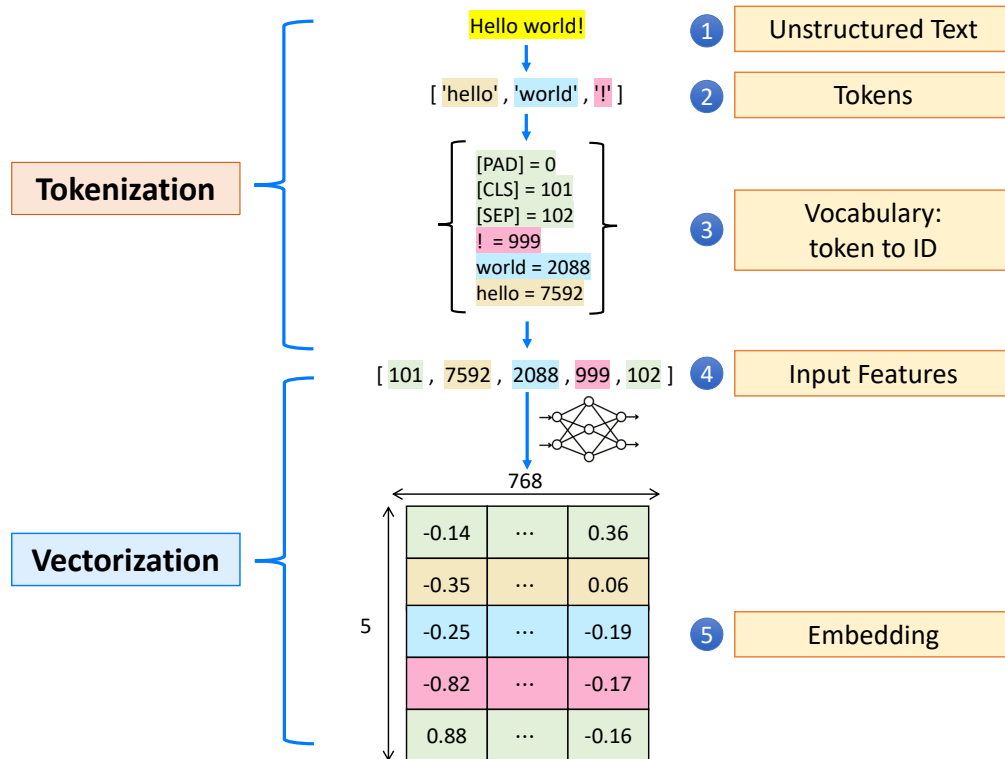 Hello world!
1 Unstructured Text
[ 'hello' , 'world' , '!' ]
2 Tokens
Tokenization
[PAD] = 0
[CLS] = 101
[SEP] = 102
! = 999
world = 2088
hello = 7592
3 Vocabulary:
token to ID
[ 101 , 7592 , 2088 , 999 , 102 ]
4 Input Features
Vectorization
768
5
-0.14 ... 0.36
-0.35 ... 0.06
-0.25 ... -0.19
-0.82 ... -0.17
0.88 ... -0.16
5 Embedding